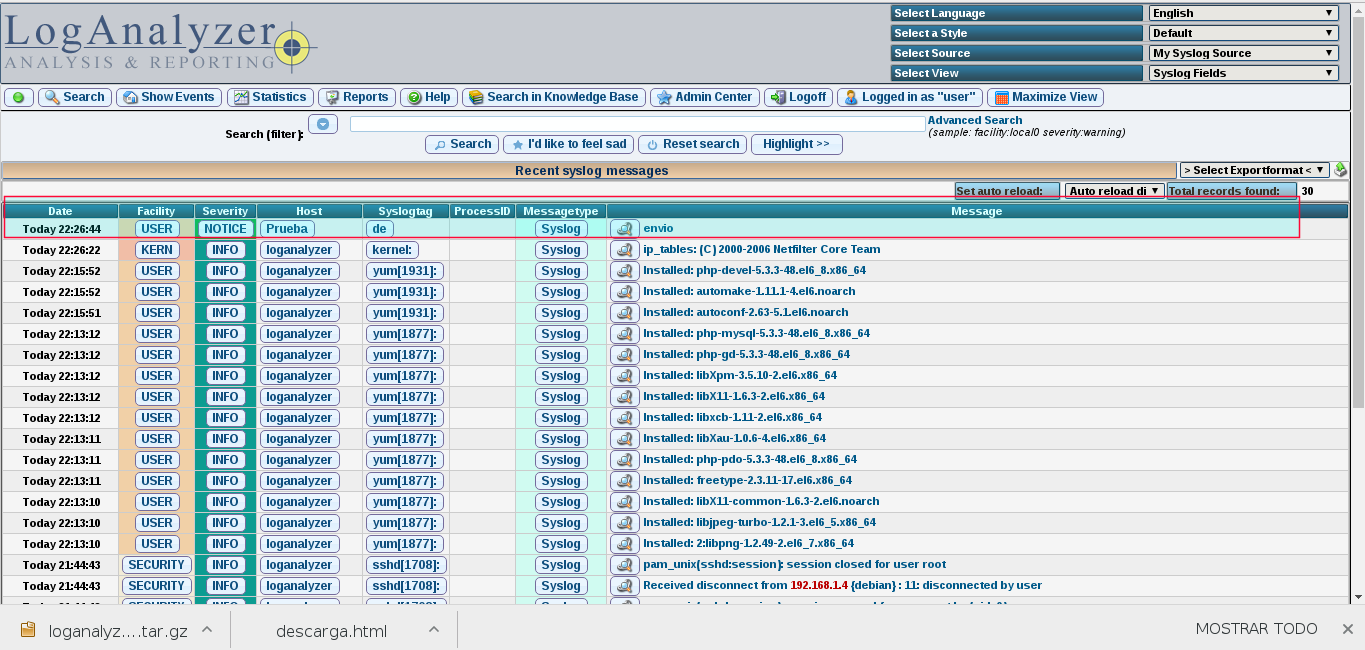 LogAnalyzer
ANALYSIS & REPORTING
Select Language English
Select a Style Default
Select Source My Syslog Source
Select View Syslog Fields
Search Show Events Statistics Reports Help Search in Knowledge Base Admin Center Logoff Logged in as "user" Maximize View
Search (filter): Advanced Search
(sample: facility:local0 severity:warning)
Search I'd like to feel sad Reset search Highlight >>
Recent syslog messages > Select Exportformat <
Set auto reload: Auto reload di Total records found: 30
Date Facility Severity Host Syslogtag ProcessID Messagetype Message
Today 22:26:44 USER NOTICE Prueba de Syslog envio
Today 22:26:22 KERN INFO loganalyzer kernel: Syslog ip_tables: (C) 2000-2006 Netfilter Core Team
Today 22:15:52 USER INFO loganalyzer yum[1931]: Syslog Installed: php-devel-5.3.3-48.el6_8.x86_64
Today 22:15:52 USER INFO loganalyzer yum[1931]: Syslog Installed: automake-1.11.1-4.el6.noarch
Today 22:15:51 USER INFO loganalyzer yum[1931]: Syslog Installed: autoconf-2.63-5.1.el6.noarch
Today 22:13:12 USER INFO loganalyzer yum[1877]: Syslog Installed: php-mysql-5.3.3-48.el6_8.x86_64
Today 22:13:12 USER INFO loganalyzer yum[1877]: Syslog Installed: php-gd-5.3.3-48.el6_8.x86_64
Today 22:13:12 USER INFO loganalyzer yum[1877]: Syslog Installed: libXpm-3.5.10-2.el6.x86_64
Today 22:13:12 USER INFO loganalyzer yum[1877]: Syslog Installed: libX11-1.6.3-2.el6.x86_64
Today 22:13:12 USER INFO loganalyzer yum[1877]: Syslog Installed: libxcb-1.11-2.el6.x86_64
Today 22:13:11 USER INFO loganalyzer yum[1877]: Syslog Installed: libXau-1.0.6-4.el6.x86_64
Today 22:13:11 USER INFO loganalyzer yum[1877]: Syslog Installed: php-pdo-5.3.3-48.el6_8.x86_64
Today 22:13:11 USER INFO loganalyzer yum[1877]: Syslog Installed: freetype-2.3.11-17.el6.x86_64
Today 22:13:10 USER INFO loganalyzer yum[1877]: Syslog Installed: libX11-common-1.6.3-2.el6.noarch
Today 22:13:10 USER INFO loganalyzer yum[1877]: Syslog Installed: libjpeg-turbo-1.2.1-3.el6_5.x86_64
Today 22:13:10 USER INFO loganalyzer yum[1877]: Syslog Installed: 2:libpng-1.2.49-2.el6_7.x86_64
Today 21:44:43 SECURITY INFO loganalyzer sshd[1708]: Syslog pam_unix(sshd:session): session closed for user root
Today 21:44:43 SECURITY INFO loganalyzer sshd[1708]: Syslog Received disconnect from 192.168.1.4 {debian} : 11: disconnected by user
loganalyz....tar.gz descarga.html MOSTRAR TODO